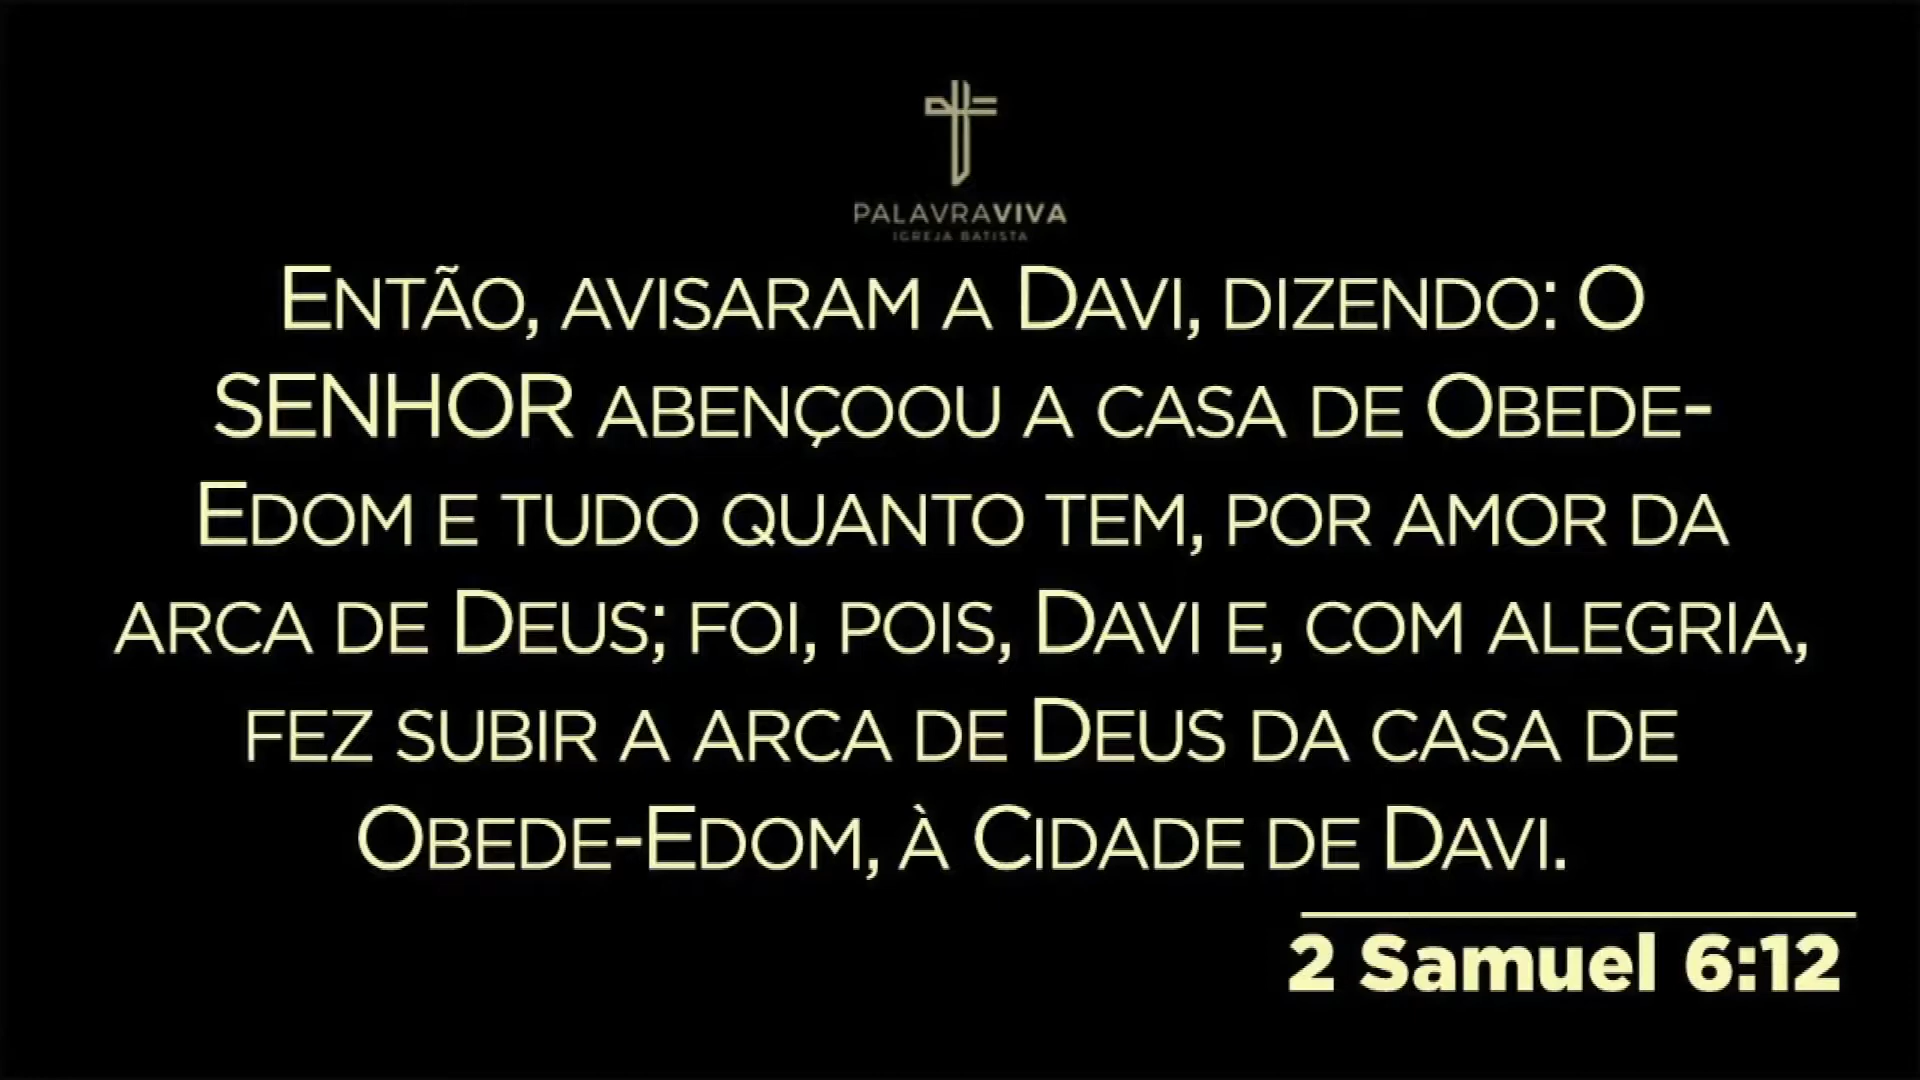 PALAVRAVIVA
IGREJA BATISTA
ENTÃO, AVISARAM A DAVI, DIZENDO: O
SENHOR ABENÇOOU A CASA DE OBEDE-
EDOM E TUDO QUANTO TEM, POR AMOR DA
ARCA DE DEUS; FOI, POIS, DAVI E, COM ALEGRIA,
FEZ SUBIR A ARCA DE DEUS DA CASA DE
OBEDE-EDOM, À CIDADE DE DAVI.
2 Samuel 6:12